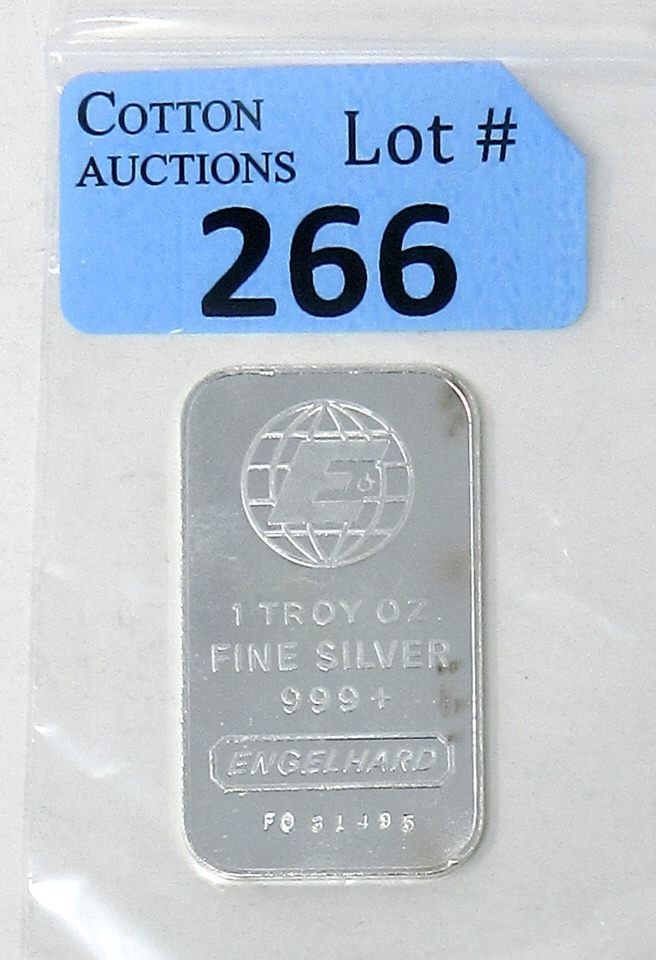 COTTON
AUCTIONS
Lot #
266
E
1 TROY OZ.
FINE SILVER
999+
ENGELHARD